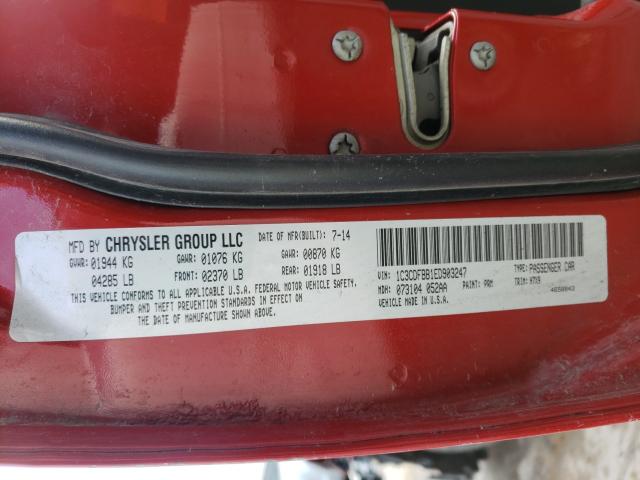 MFD BY CHRYSLER GROUP LLC DATE OF MFR(BUILT): 7-14
GVWR: 01944 KG GAWR: 01076 KG GAWR: 00870 KG
04285 LB FRONT: 02370 LB REAR: 01918 LB
THIS VEHICLE CONFORMS TO ALL APPLICABLE U.S.A. FEDERAL MOTOR VEHICLE SAFETY,
BUMPER AND THEFT PREVENTION STANDARDS IN EFFECT ON
THE DATE OF MANUFACTURE SHOWN ABOVE.
VIN: 1C3CDFBB1ED903247 TYPE: PASSENGER CAR
MDH: 073104 052AA PAINT: PRM TRIM: H7X9
VEHICLE MADE IN U.S.A.